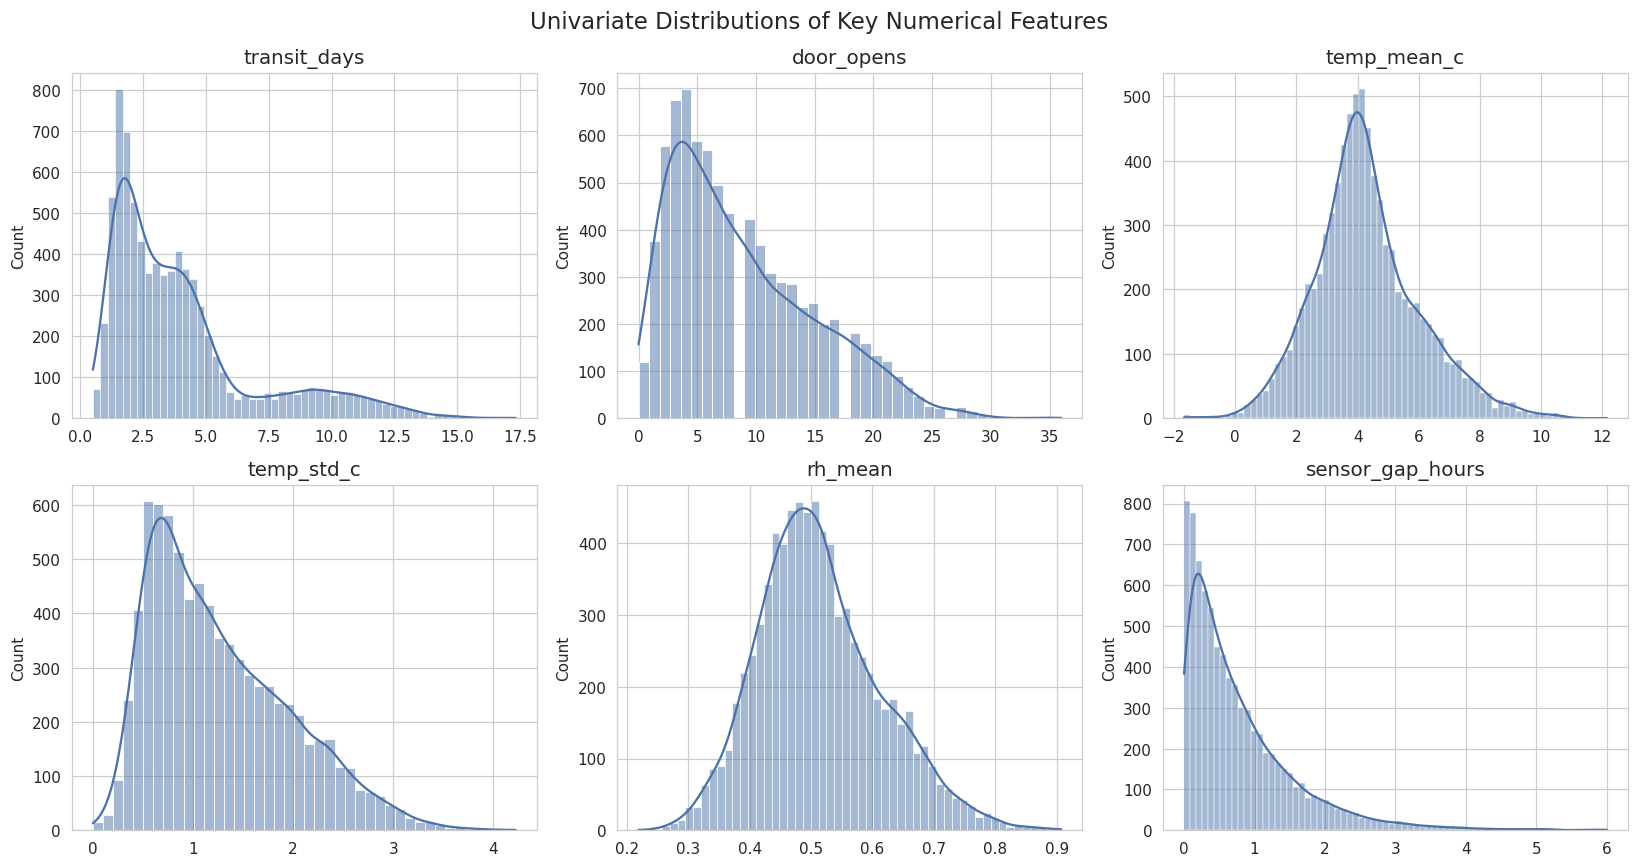 Univariate Distributions of Key Numerical Features
transit_days
800
700
600
500
400
300
200
100
0
Count
0.0 2.5 5.0 7.5 10.0 12.5 15.0 17.5
door_opens
700
600
500
400
300
200
100
0
Count
0 5 10 15 20 25 30 35
temp_mean_c
500
400
300
200
100
0
Count
−2 0 2 4 6 8 10 12
temp_std_c
600
500
400
300
200
100
0
Count
0 1 2 3 4
rh_mean
400
300
200
100
0
Count
0.2 0.3 0.4 0.5 0.6 0.7 0.8 0.9
sensor_gap_hours
800
700
600
500
400
300
200
100
0
Count
0 1 2 3 4 5 6